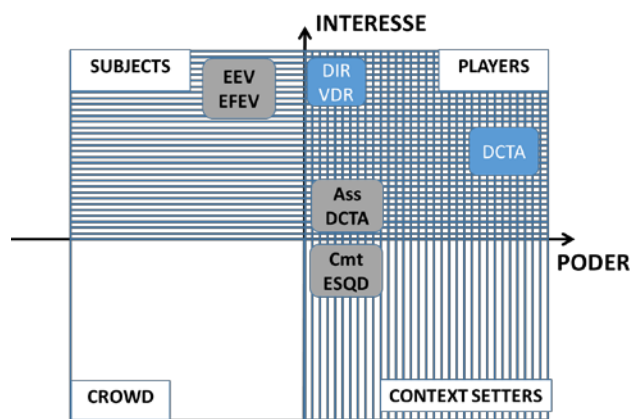 INTERESSE
SUBJECTS
EEV
EFEV
DIR
VDR
PLAYERS
DCTA
Ass
DCTA
PODER
Cmt
ESQD
CROWD
CONTEXT SETTERS